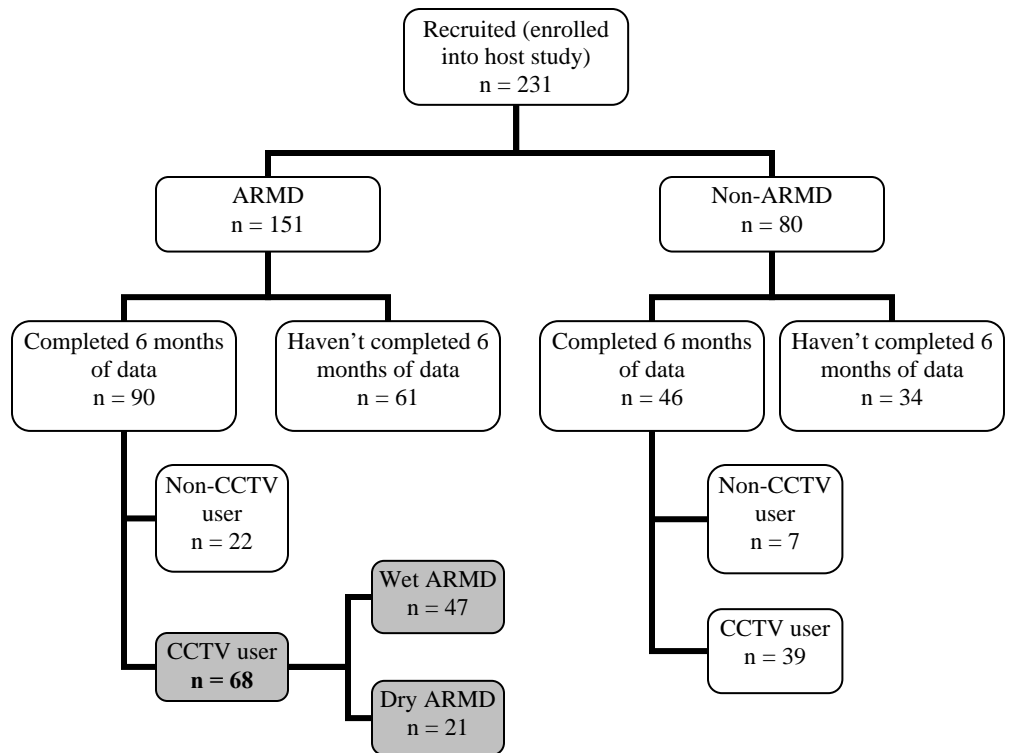 Recruited (enrolled
into host study)
n = 231
ARMD
n = 151
Non-ARMD
n = 80
Completed 6 months
of data
n = 90
Haven’t completed 6
months of data
n = 61
Completed 6 months
of data
n = 46
Haven’t completed 6
months of data
n = 34
Non-CCTV
user
n = 22
Non-CCTV
user
n = 7
Wet ARMD
n = 47
CCTV user
n = 68
Dry ARMD
n = 21
CCTV user
n = 39